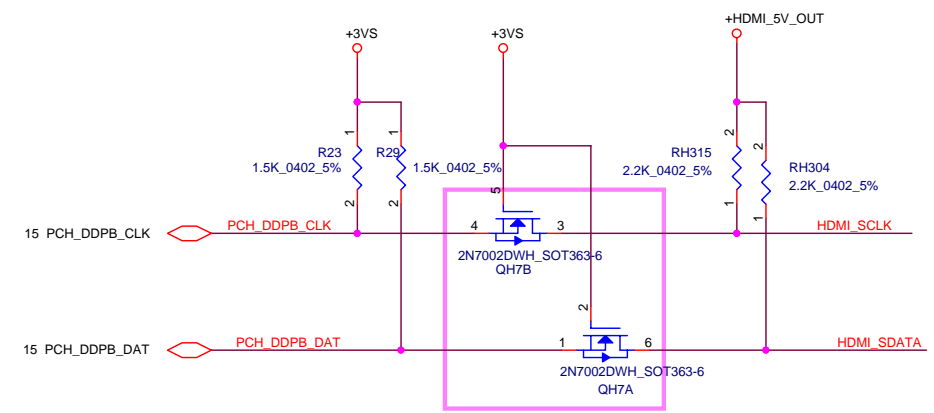 +HDMI_5V_OUT
+3VS
+3VS
1
1
2
2
R23
1.5K_0402_5%
R29
1.5K_0402_5%
RH315
2.2K_0402_5%
RH304
2.2K_0402_5%
2
2
5
1
1
15 PCH_DDPB_CLK
PCH_DDPB_CLK
4
3
HDMI_SCLK
2N7002DWH_SOT363-6
QH7B
2
15 PCH_DDPB_DAT
PCH_DDPB_DAT
1
6
HDMI_SDATA
2N7002DWH_SOT363-6
QH7A